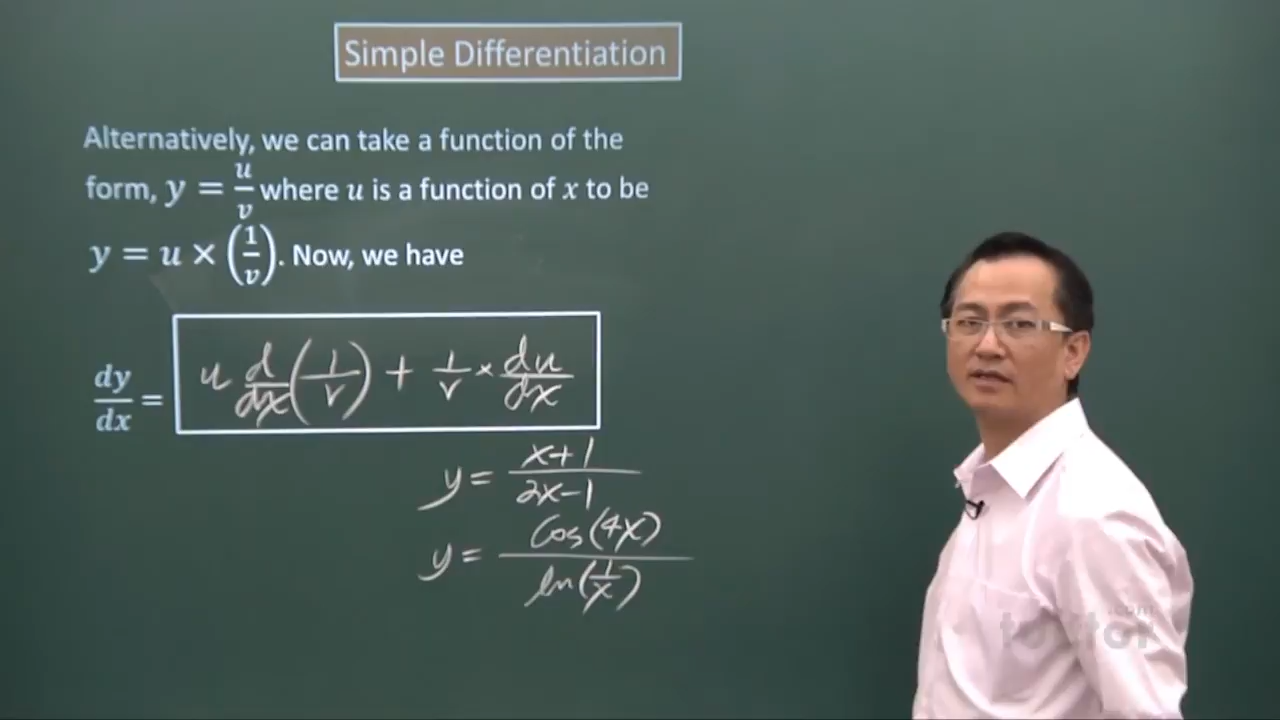 Simple Differentiation
Alternatively, we can take a function of the
form, y = u/v where u is a function of x to be
y = u × (1/v). Now, we have
dy/dx = u d/dx (1/v) + 1/v × du/dx
y = x+1/2x-1
y = cos(4x)/ln(1/x)
.com